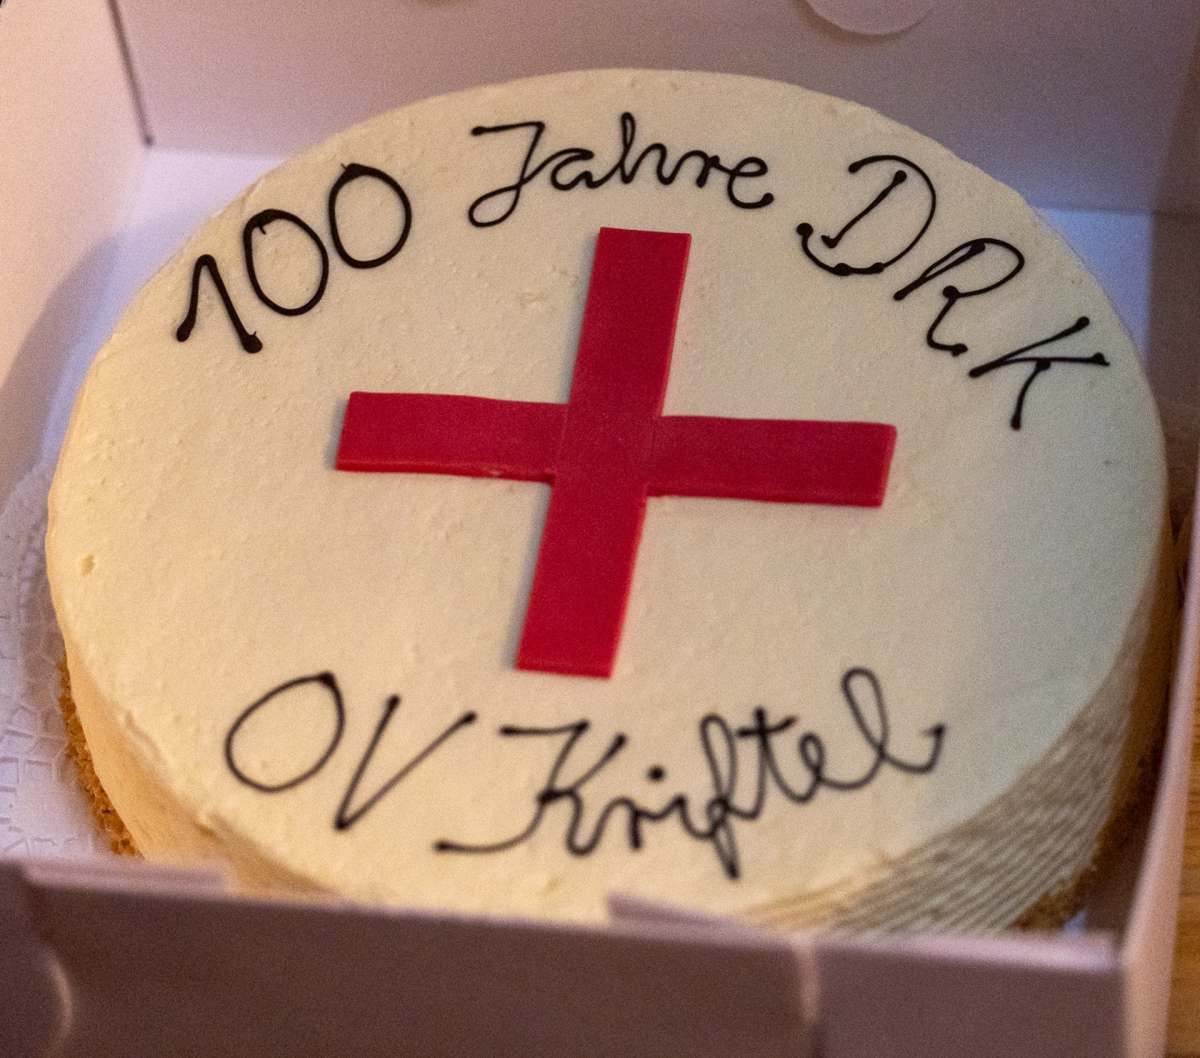 100 Jahre DRK
OV Kriftel